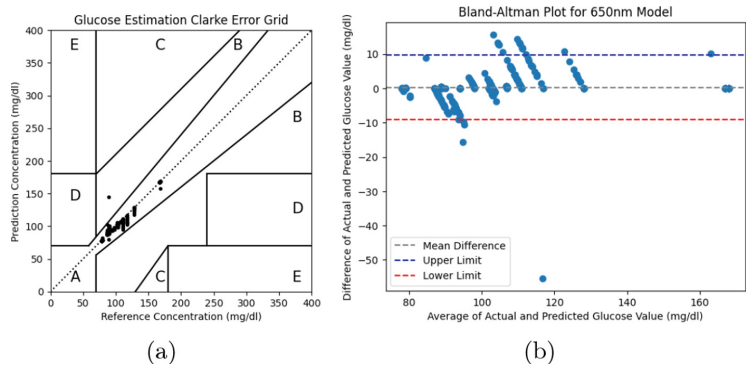 Glucose Estimation Clarke Error Grid
Prediction Concentration (mg/dl)
400
350
300
250
200
150
100
50
0
E
C
B
B
D
D
A
C
E
0 50 100 150 200 250 300 350 400
Reference Concentration (mg/dl)
(a)
Bland-Altman Plot for 650nm Model
Difference of Actual and Predicted Glucose Value (mg/dl)
10
0
−10
−20
−30
−40
−50
Mean Difference
Upper Limit
Lower Limit
80 100 120 140 160
Average of Actual and Predicted Glucose Value (mg/dl)
(b)